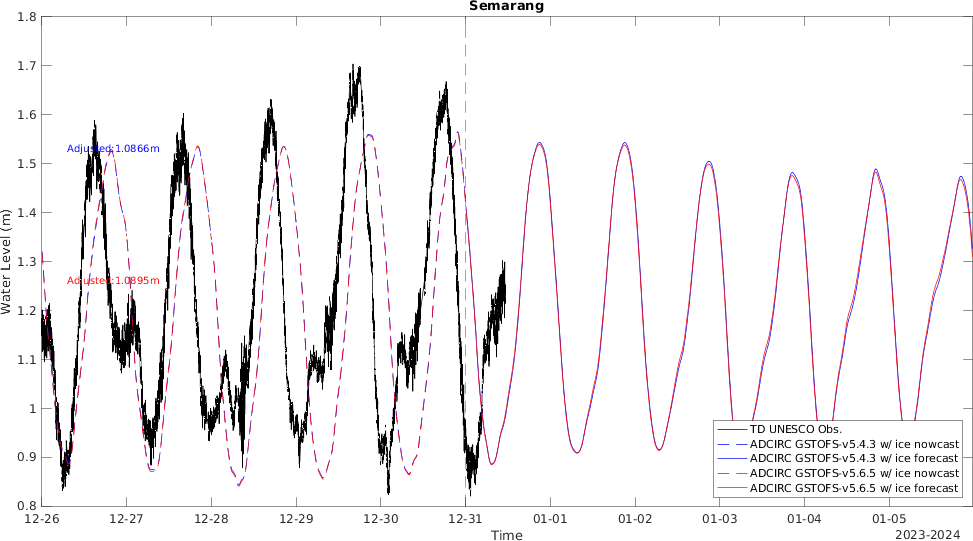 Semarang
1.8
1.7
1.6
1.5
1.4
1.3
1.2
1.1
1
0.9
0.8
Water Level (m)
Adjusted:1.0866m
Adjusted:1.0895m
TD UNESCO Obs.
ADCIRC GSTOFS-v5.4.3 w/ ice nowcast
ADCIRC GSTOFS-v5.4.3 w/ ice forecast
ADCIRC GSTOFS-v5.6.5 w/ ice nowcast
ADCIRC GSTOFS-v5.6.5 w/ ice forecast
12-26 12-27 12-28 12-29 12-30 12-31 01-01 01-02 01-03 01-04 01-05
Time
2023-2024